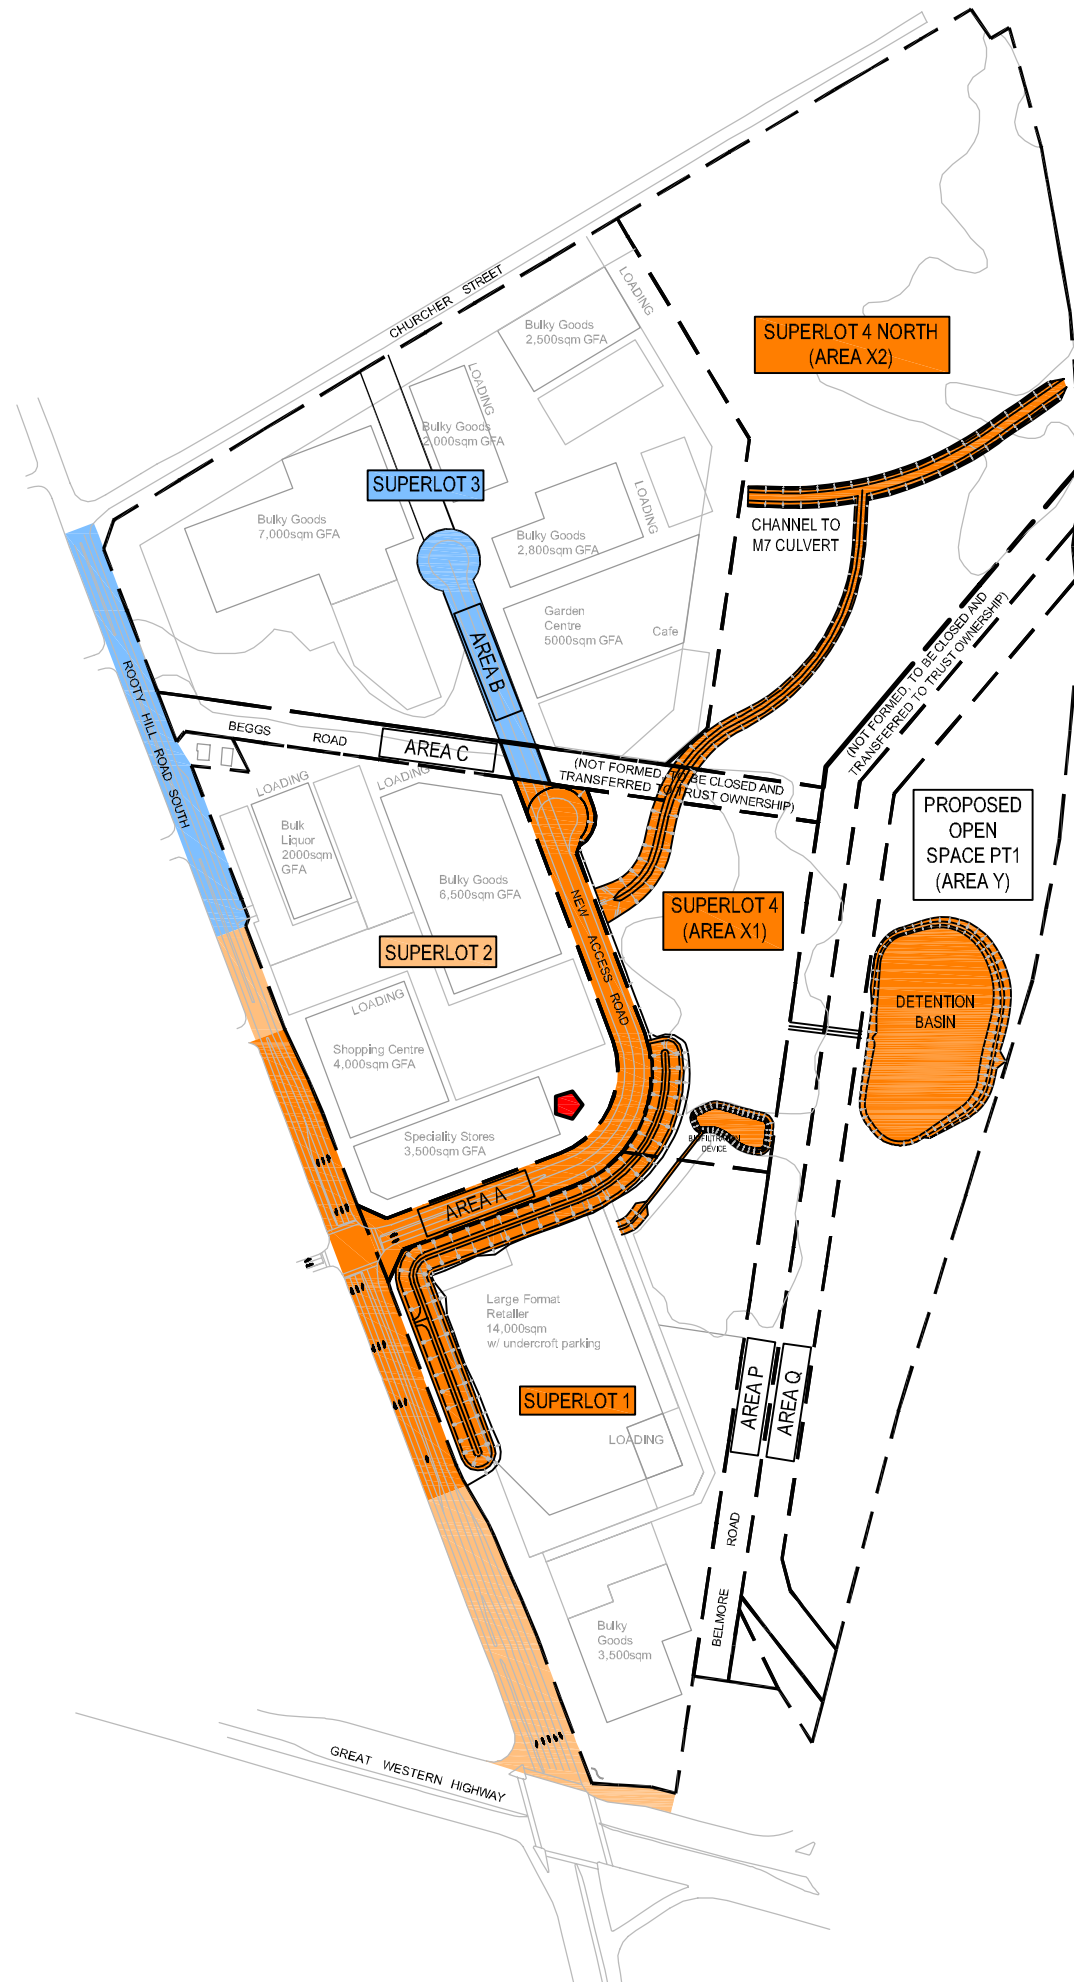 CHURCHER STREET
LOADING
Bulky Goods
2,500sqm GFA
SUPERLOT 4 NORTH
(AREA X2)
LOADING
Bulky Goods
2,000sqm GFA
SUPERLOT 3
LOADING
Bulky Goods
7,000sqm GFA
Bulky Goods
2,800sqm GFA
CHANNEL TO
M7 CULVERT
Garden
Centre
5000sqm GFA
Cafe
AREA B
(NOT FORMED, TO BE CLOSED AND
TRANSFERRED TO TRUST OWNERSHIP)
ROOTY HILL ROAD SOUTH
BEGGS ROAD
AREA C
(NOT FORMED, TO BE CLOSED AND
TRANSFERRED TO TRUST OWNERSHIP)
LOADING
LOADING
Bulk
Liquor
2000sqm
GFA
Bulky Goods
6,500sqm GFA
PROPOSED
OPEN
SPACE PT1
(AREA Y)
NEW ACCESS ROAD
SUPERLOT 4
(AREA X1)
SUPERLOT 2
LOADING
DETENTION
BASIN
Shopping Centre
4,000sqm GFA
Speciality Stores
3,500sqm GFA
BIOFILTRATION
DEVICE
AREA A
Large Format
Retailer
14,000sqm
w/ undercroft parking
SUPERLOT 1
AREA P
AREA Q
LOADING
BELMORE ROAD
Bulky
Goods
3,500sqm
GREAT WESTERN HIGHWAY